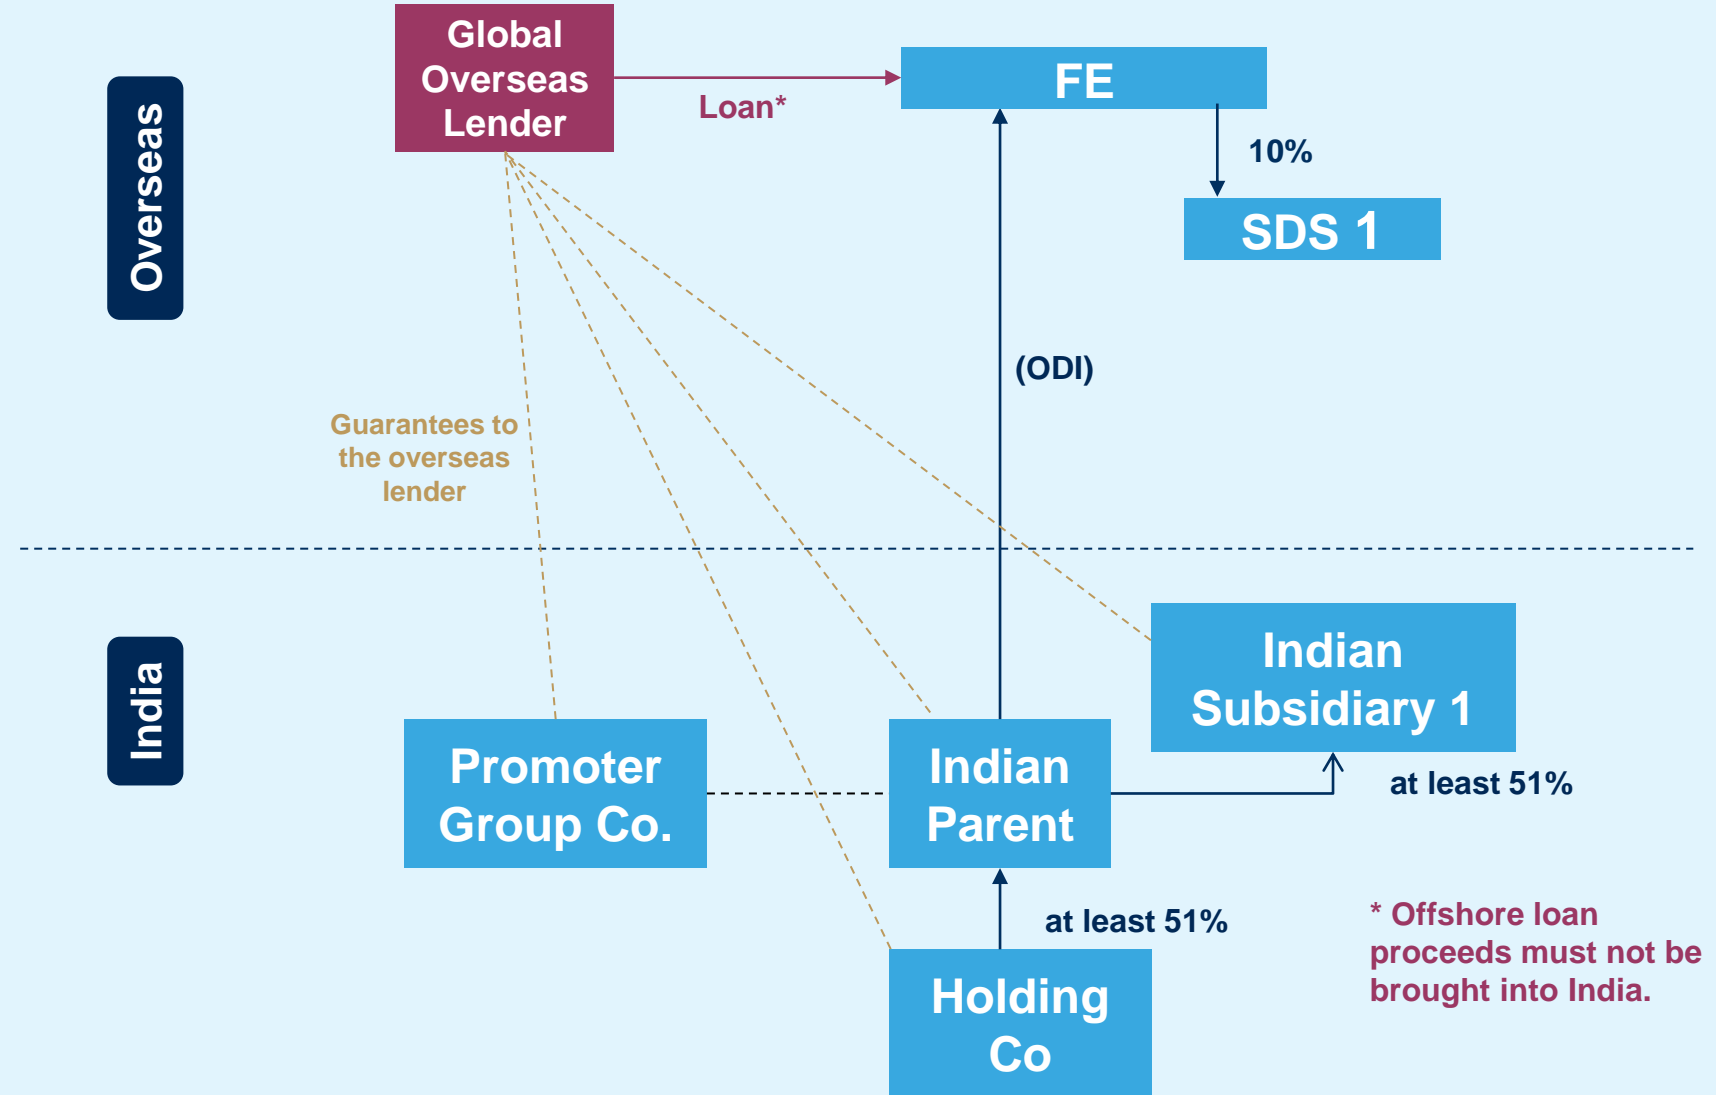 Global
Overseas
Lender
Loan*
FE
10%
SDS 1
Overseas
(ODI)
Guarantees to
the overseas
lender
India
Indian
Subsidiary 1
Promoter
Group Co.
Indian
Parent
at least 51%
at least 51%
* Offshore loan
proceeds must not be
brought into India.
Holding
Co